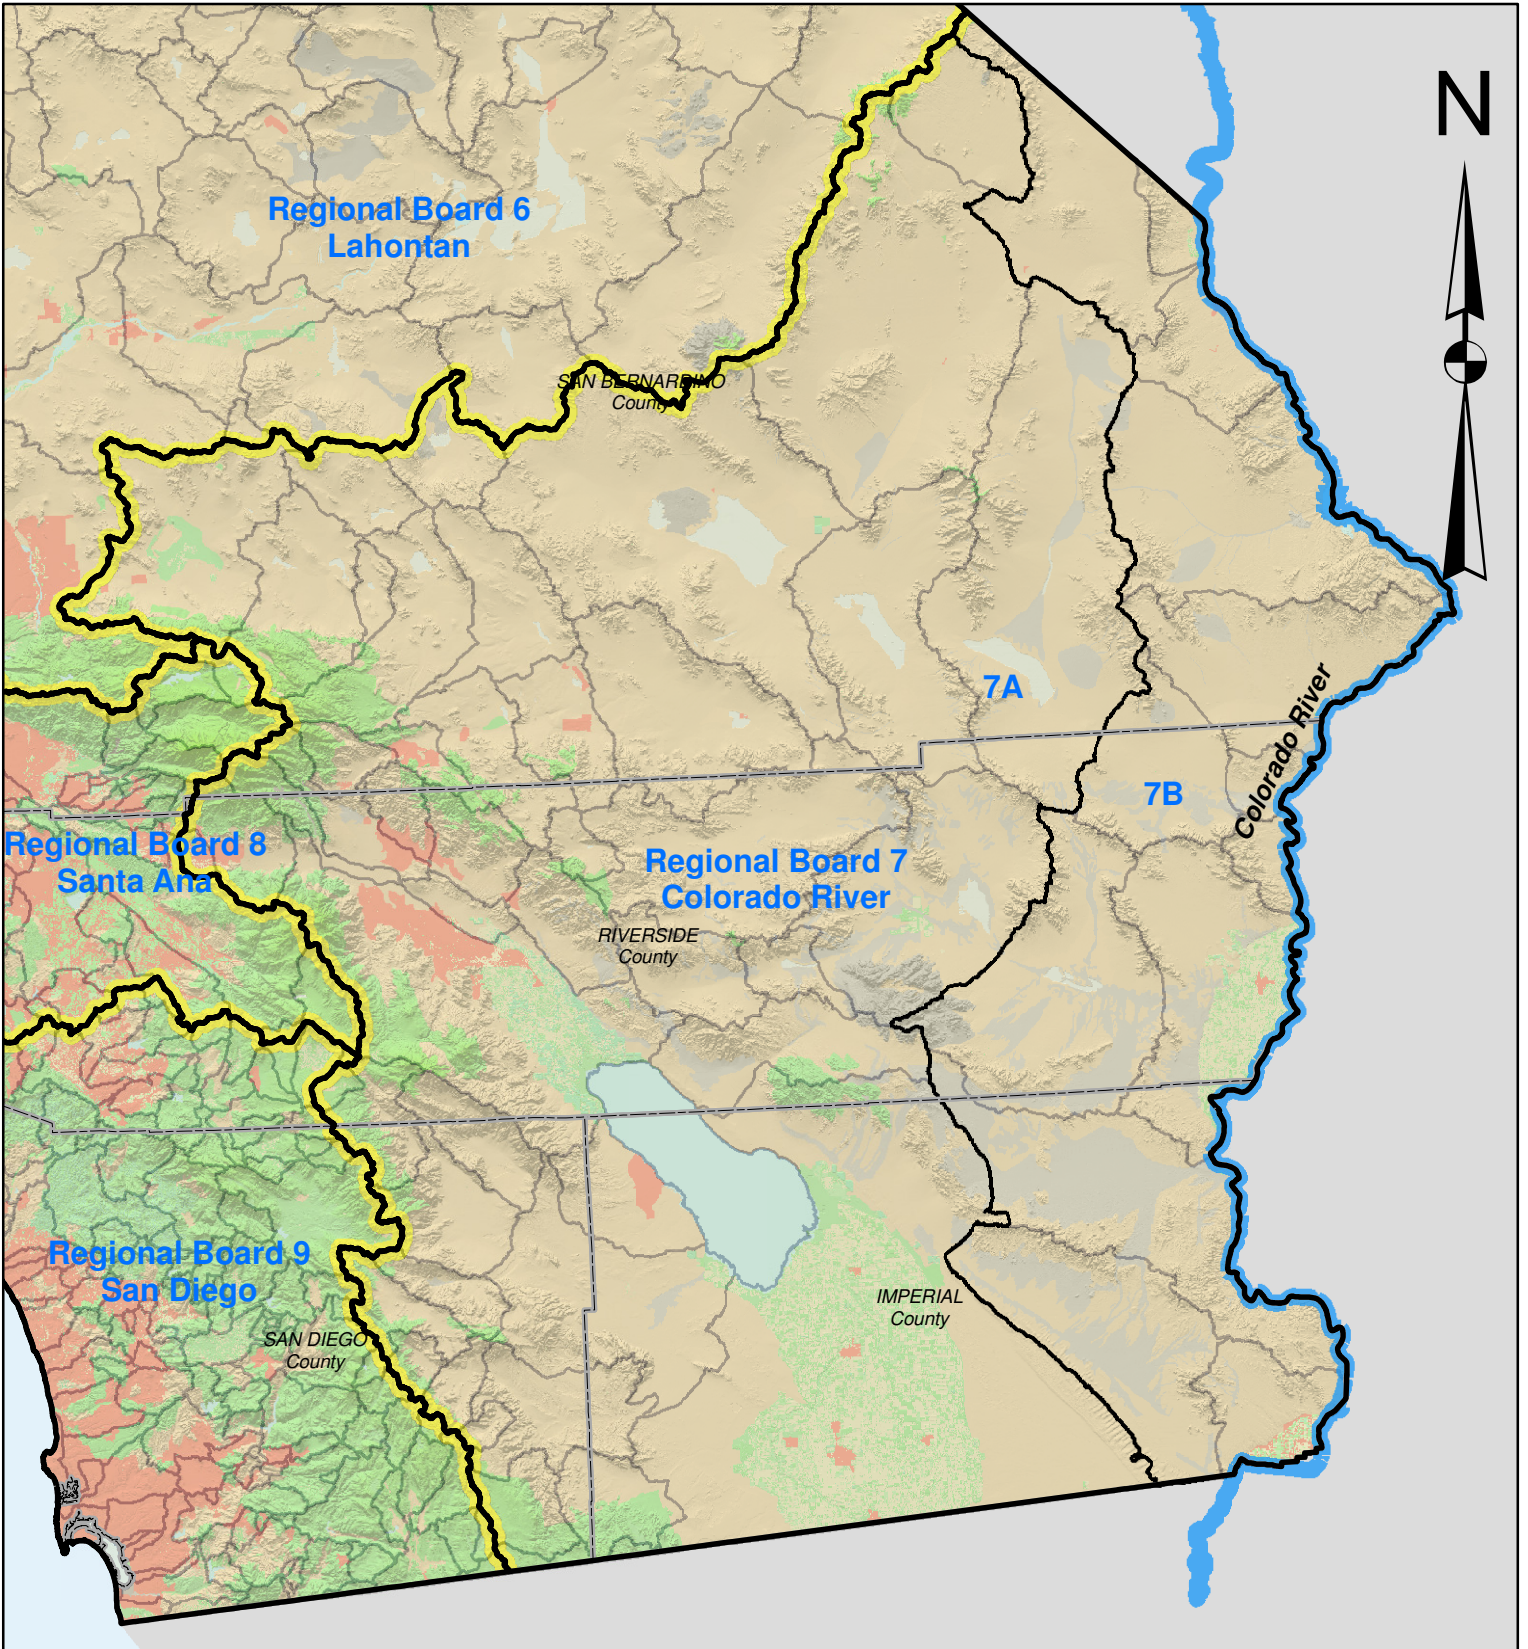 N
Regional Board 6
Lahontan
SAN BERNARDINO
County
7A
Colorado River
7B
Regional Board 8
Santa Ana
Regional Board 7
Colorado River
RIVERSIDE
County
Regional Board 9
San Diego
IMPERIAL
County
SAN DIEGO
County